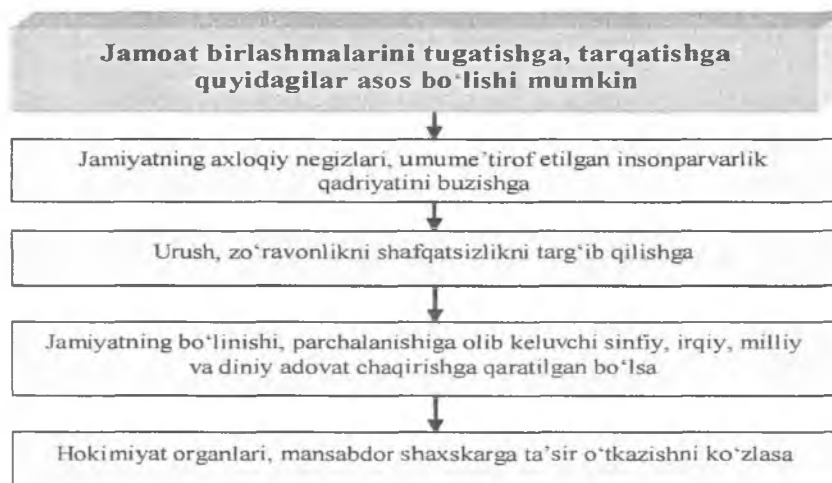 Jamoat birlashmalarini tugatishga, tarqatishga
quyidagilar asos bo‘lishi mumkin
Jamiyatning axloqiy negizlari, umume’tirof etilgan insonparvarlik
qadriyatini buzishga
Urush, zo‘ravonlikni shafqatsizlikni targ‘ib qilishga
Jamiyatning bo‘linishi, parchalanishiga olib keluvchi sinfiy, irqiy, milliy
va diniy adovat chaqirishga qaratilgan bo‘lsa
Hokimiyat organlari, mansabdor shaxskarga ta’sir o‘tkazishni ko‘zlasa